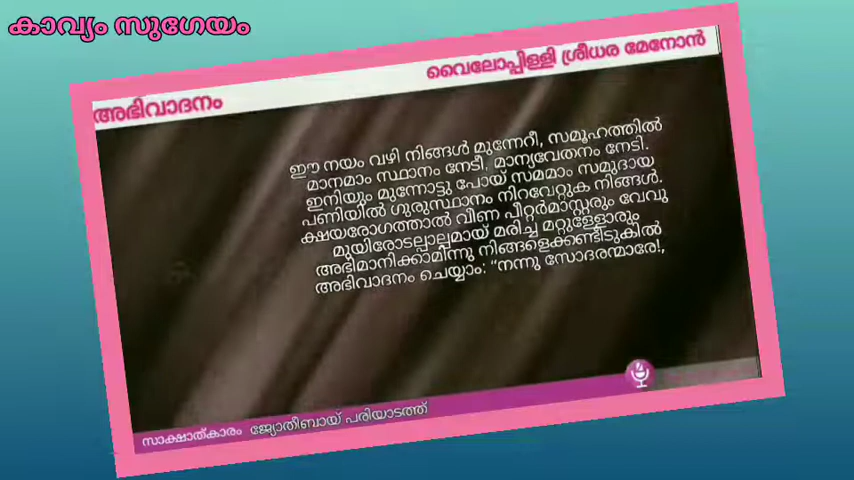 കാവ്യം സുഗേയം
വൈലോപ്പിള്ളി ശ്രീധര മേനോൻ
അഭിവാദനം
ഈ നയം വഴി നിങ്ങൾ മുന്നേറീ, സമൂഹത്തിൽ
മാനമാം സ്ഥാനം നേടീ, മാന്യവേതനം നേടി.
ഇനിയും മുന്നോട്ടു പോയ് സമമാം സമുദായ
പണിയിൽ ഗുരുസ്ഥാനം നിറവേറ്റുക നിങ്ങൾ.
ക്ഷയരോഗത്താൽ വീണ പീറ്റർമാസ്റ്ററും വേവു
മുയിരോടല്പാല്പമായ് മരിച്ച മറ്റുള്ളോരും
അഭിമാനിക്കാമിന്നു നിങ്ങളെക്കണ്ടീടുകിൽ
അഭിവാദനം ചെയ്യാം: “നന്നു സോദരന്മാരേ!,
സാക്ഷാത്കാരം ജ്യോതീബായ് പരിയാടത്ത്